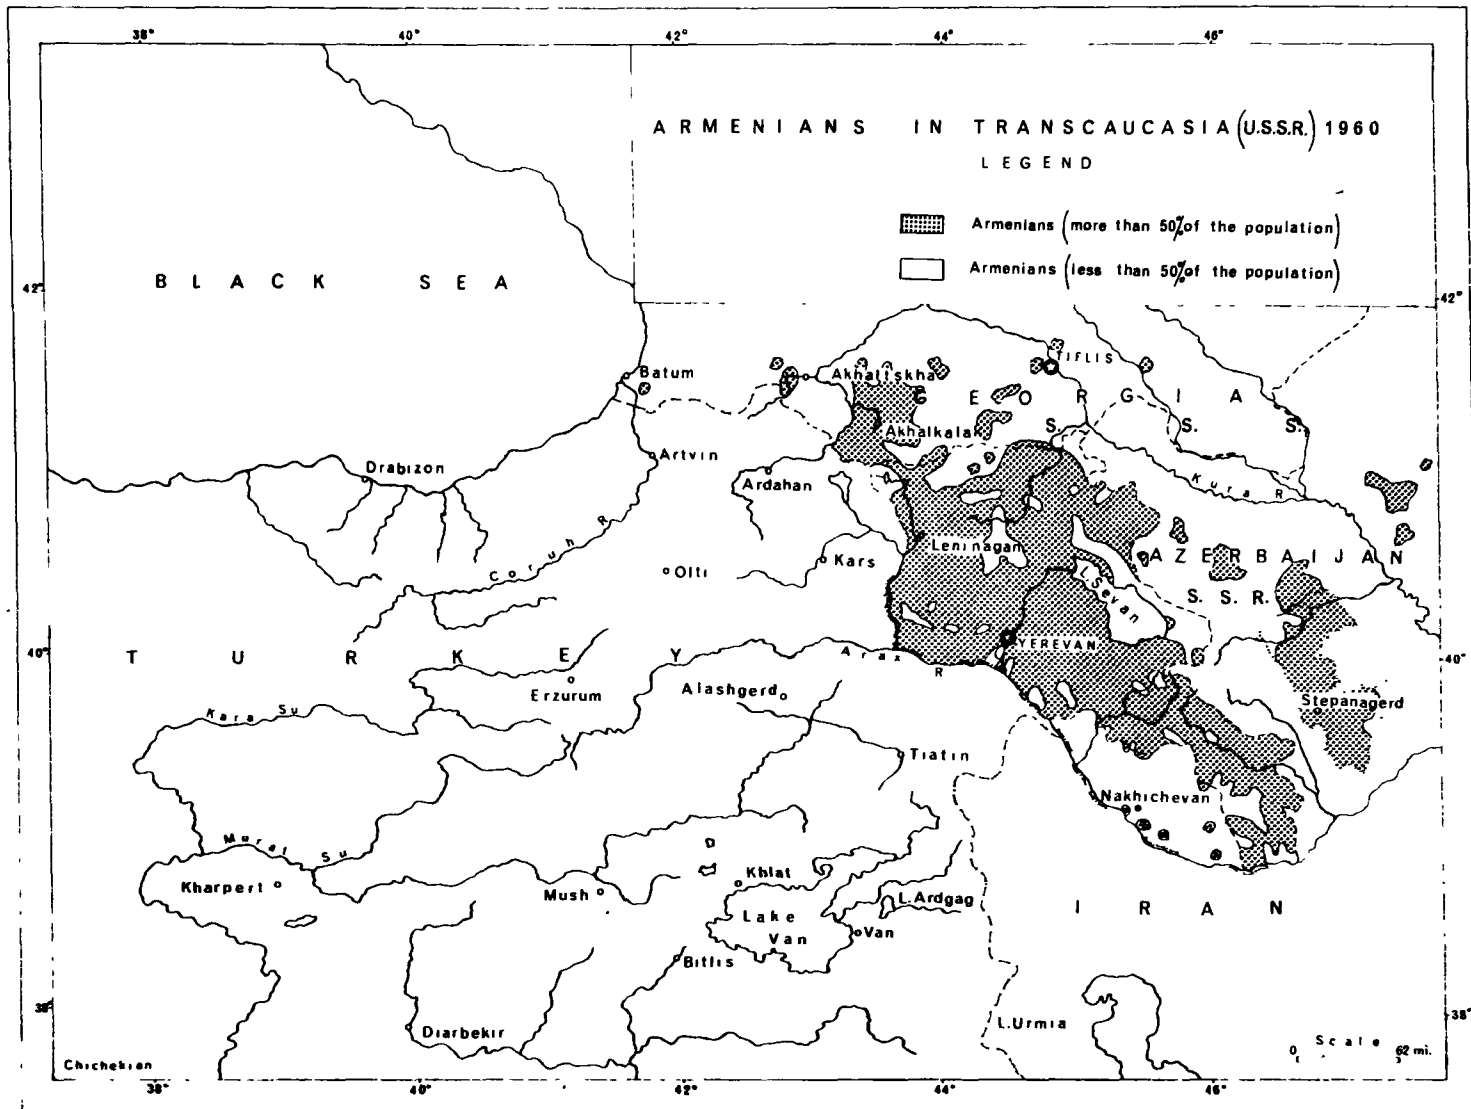 38° 40° 42° 44° 46°
ARMENIANS IN TRANSCAUCASIA (U.S.S.R.) 1960
LEGEND
Armenians (more than 50% of the population)
Armenians (less than 50% of the population)
BLACK SEA
42° 42°
TIFLIS
Batum
Akhaltskha
GEORGIA
S. S. S.
Akhalkalak
Artvin
Drabizon
Ardahan
Kura R
Coruh R
Leninagan
AZERBAIJAN
S. S. R.
Kars
Olti
L. Sevan
YEREVAN
40° 40°
TURKEY
Arax R
Erzurum
Alashgerd
Stepanagerd
Kara Su
Tiatin
Nakhichevan
Murat Su
Kharpert
Mush
Khlat
L. Ardgag
IRAN
Lake Van
Van
Bitlis
38° 38°
Diarbekir
L. Urmia
Scale
0 62 mi.
Chichekian
38° 40° 42° 44° 46°